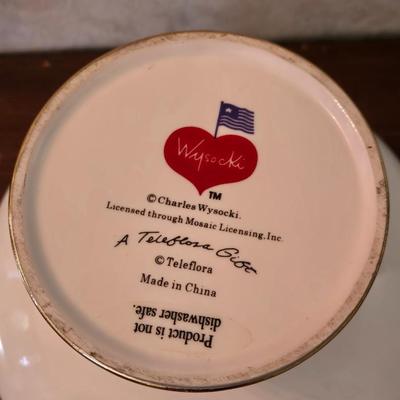 Wysocki
TM
© Charles Wysocki.
Licensed through Mosaic Licensing, Inc.
A Teleflora Gift
© Teleflora
Made in China
Product is not
dishwasher safe.